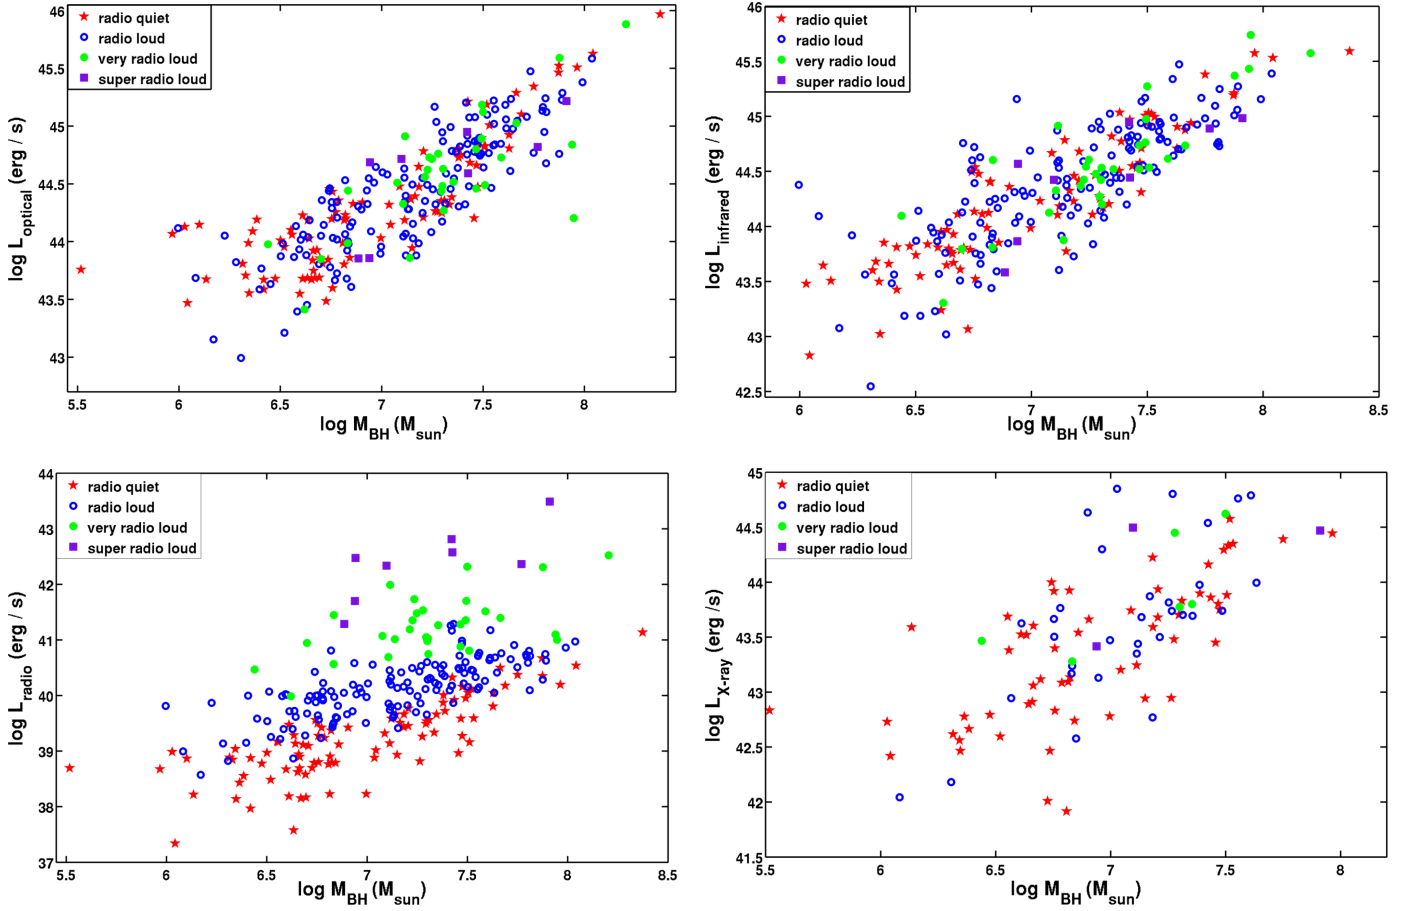 46
45.5
45
44.5
44
43.5
43
5.5 6 6.5 7 7.5 8
log L_optical (erg / s)
log M_BH (M_sun)
radio quiet
radio loud
very radio loud
super radio loud
46
45.5
45
44.5
44
43.5
43
42.5
6 6.5 7 7.5 8 8.5
log L_infrared (erg / s)
log M_BH (M_sun)
radio quiet
radio loud
very radio loud
super radio loud
44
43
42
41
40
39
38
37
5.5 6 6.5 7 7.5 8 8.5
log L_radio (erg / s)
log M_BH (M_sun)
radio quiet
radio loud
very radio loud
super radio loud
45
44.5
44
43.5
43
42.5
42
41.5
6 6.5 7 7.5 8
log L_X-ray (erg / s)
log M_BH (M_sun)
radio quiet
radio loud
very radio loud
super radio loud